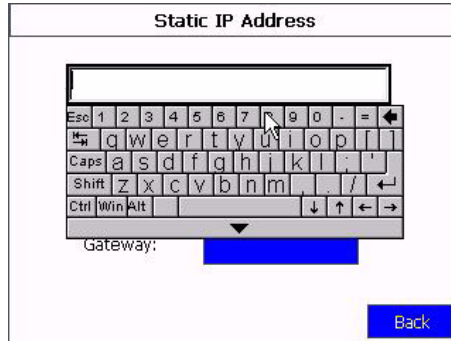 Static IP Address
Esc 1 2 3 4 5 6 7 9 0 - = 
q w e r t y u i o p [ ]
Caps a s d f g h j k l ; '
Shift z x c v b n m , . /
Ctrl Win Alt ↓ ↑ ← →
Gateway:
Back